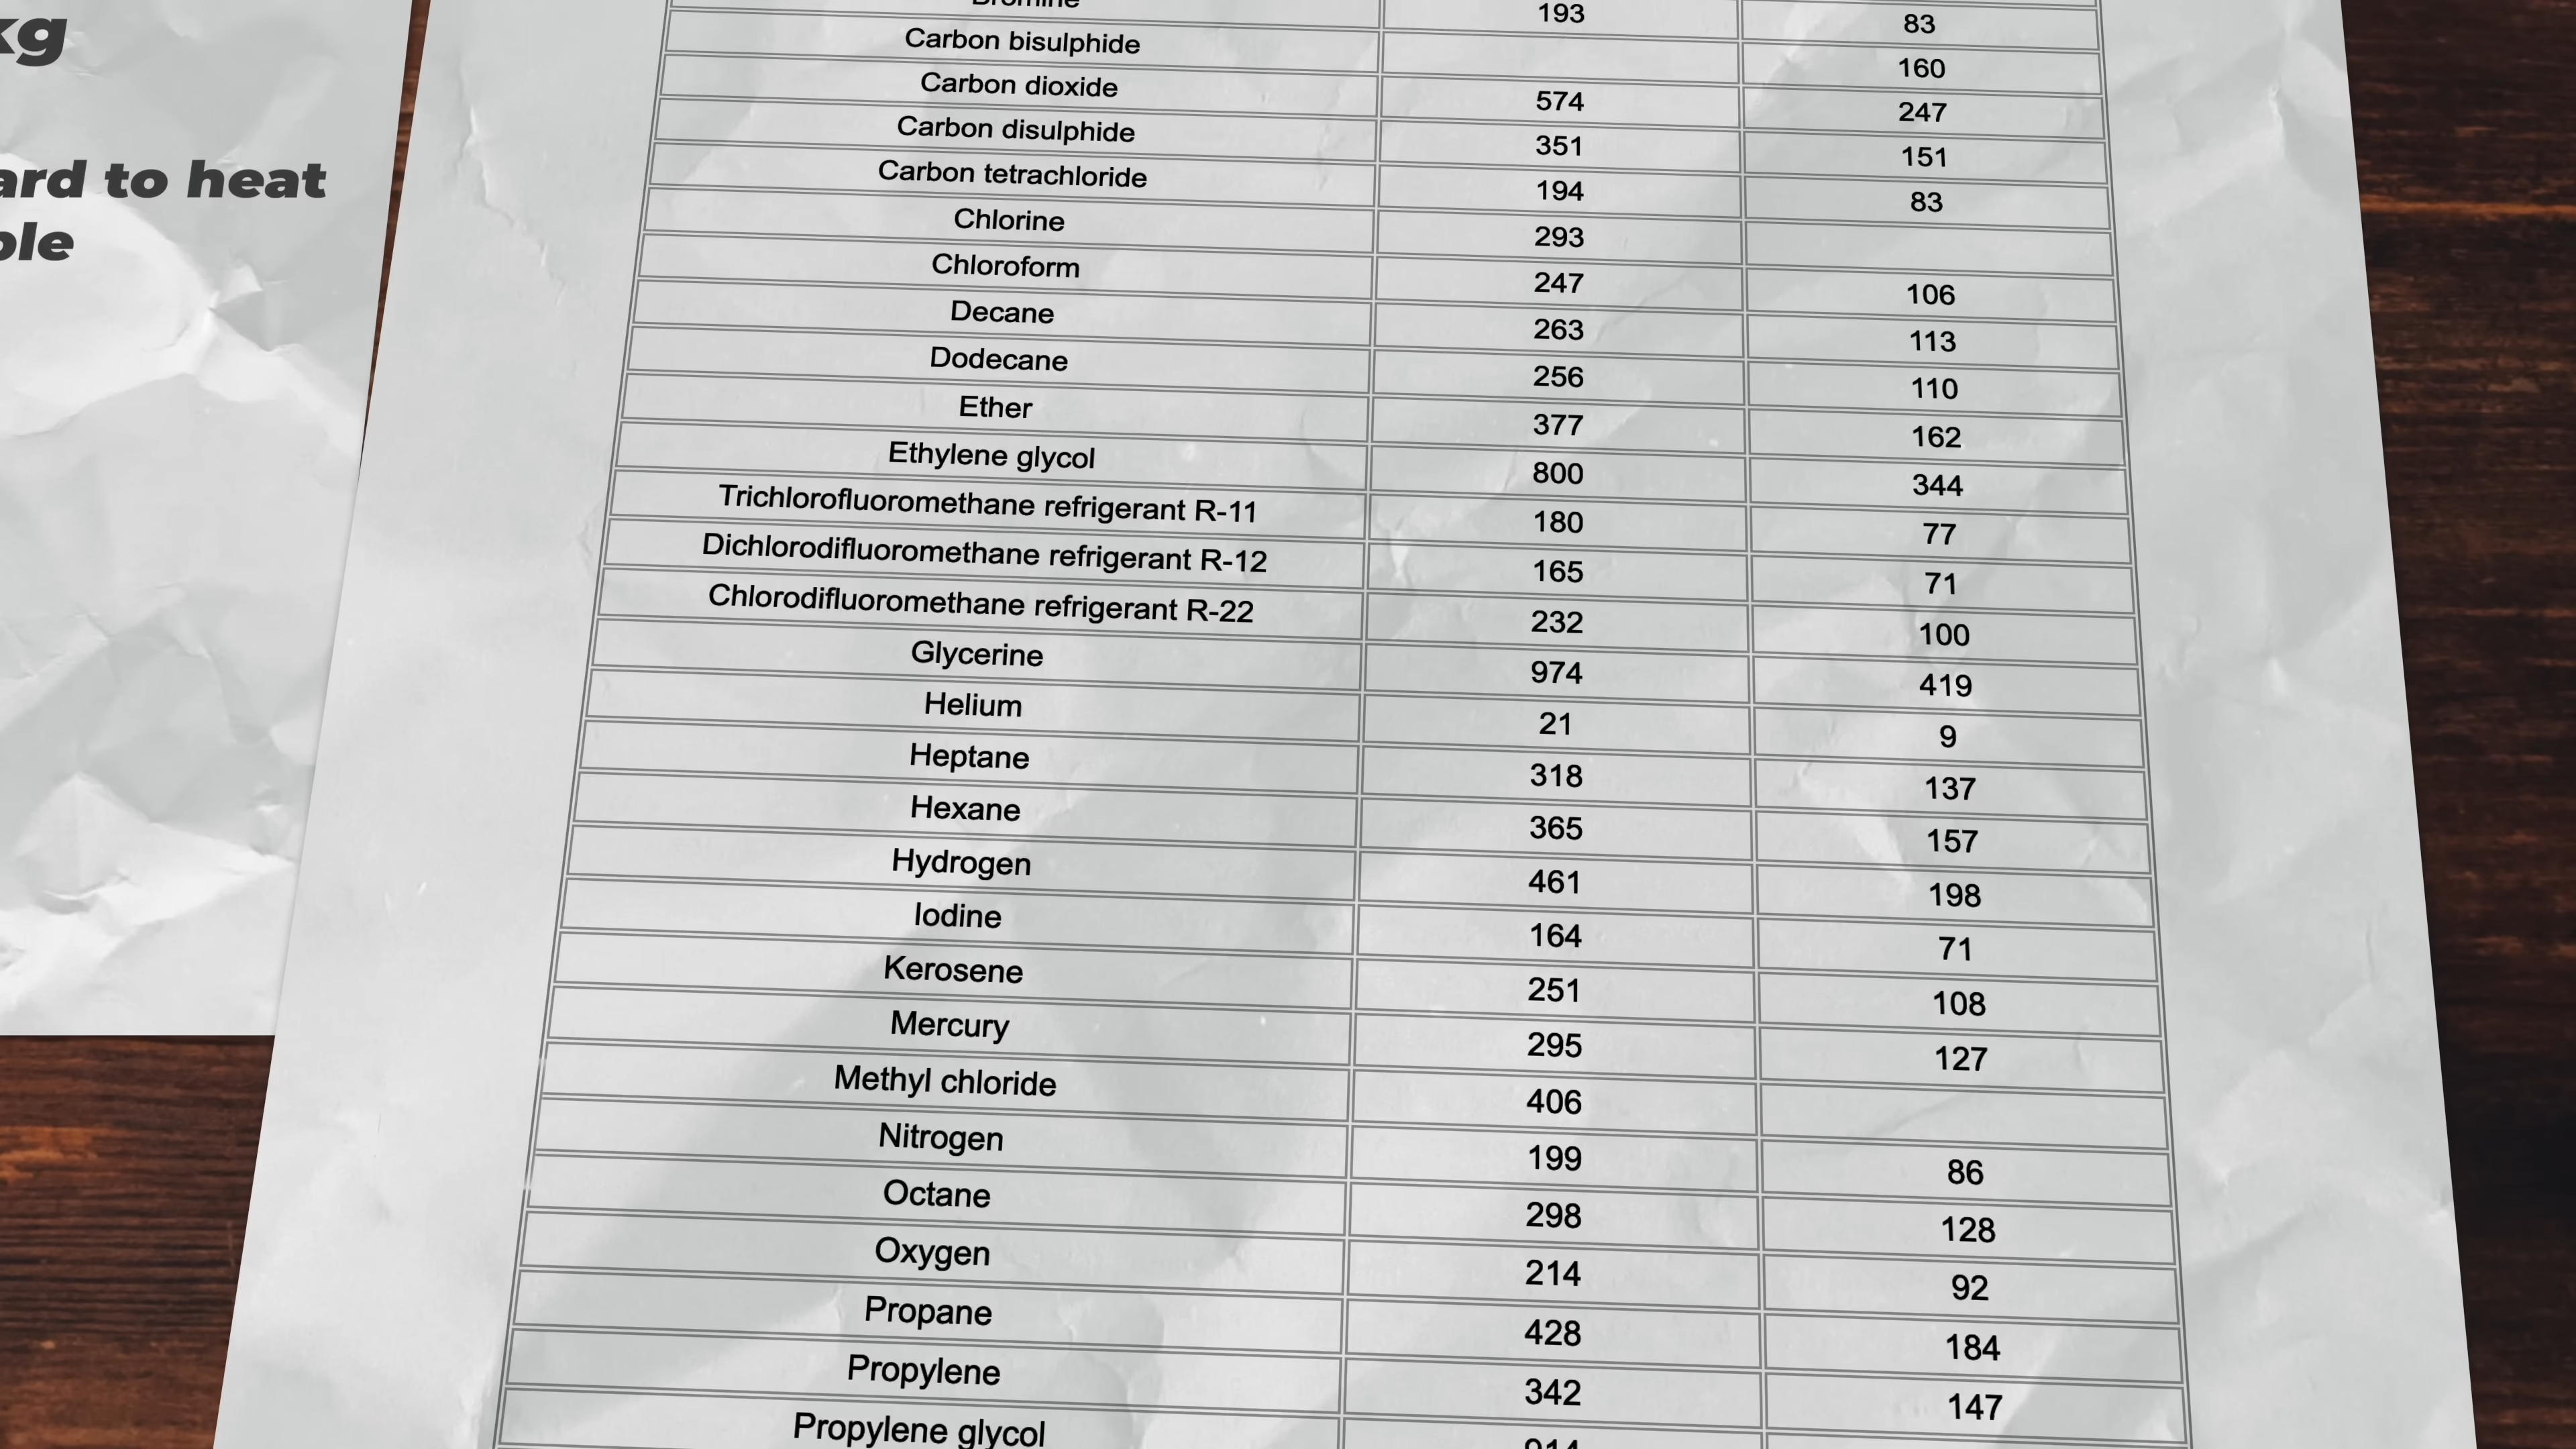 kg
ard to heat
Bromine 193 83
Carbon bisulphide 160
Carbon dioxide 574 247
Carbon disulphide 351 151
Carbon tetrachloride 194 83
Chlorine 293
Chloroform 247 106
Decane 263 113
Dodecane 256 110
Ether 377 162
Ethylene glycol 800 344
Trichlorofluoromethane refrigerant R-11 180 77
Dichlorodifluoromethane refrigerant R-12 165 71
Chlorodifluoromethane refrigerant R-22 232 100
Glycerine 974 419
Helium 21 9
Heptane 318 137
Hexane 365 157
Hydrogen 461 198
Iodine 164 71
Kerosene 251 108
Mercury 295 127
Methyl chloride 406
Nitrogen 199 86
Octane 298 128
Oxygen 214 92
Propane 428 184
Propylene 342 147
Propylene glycol 914